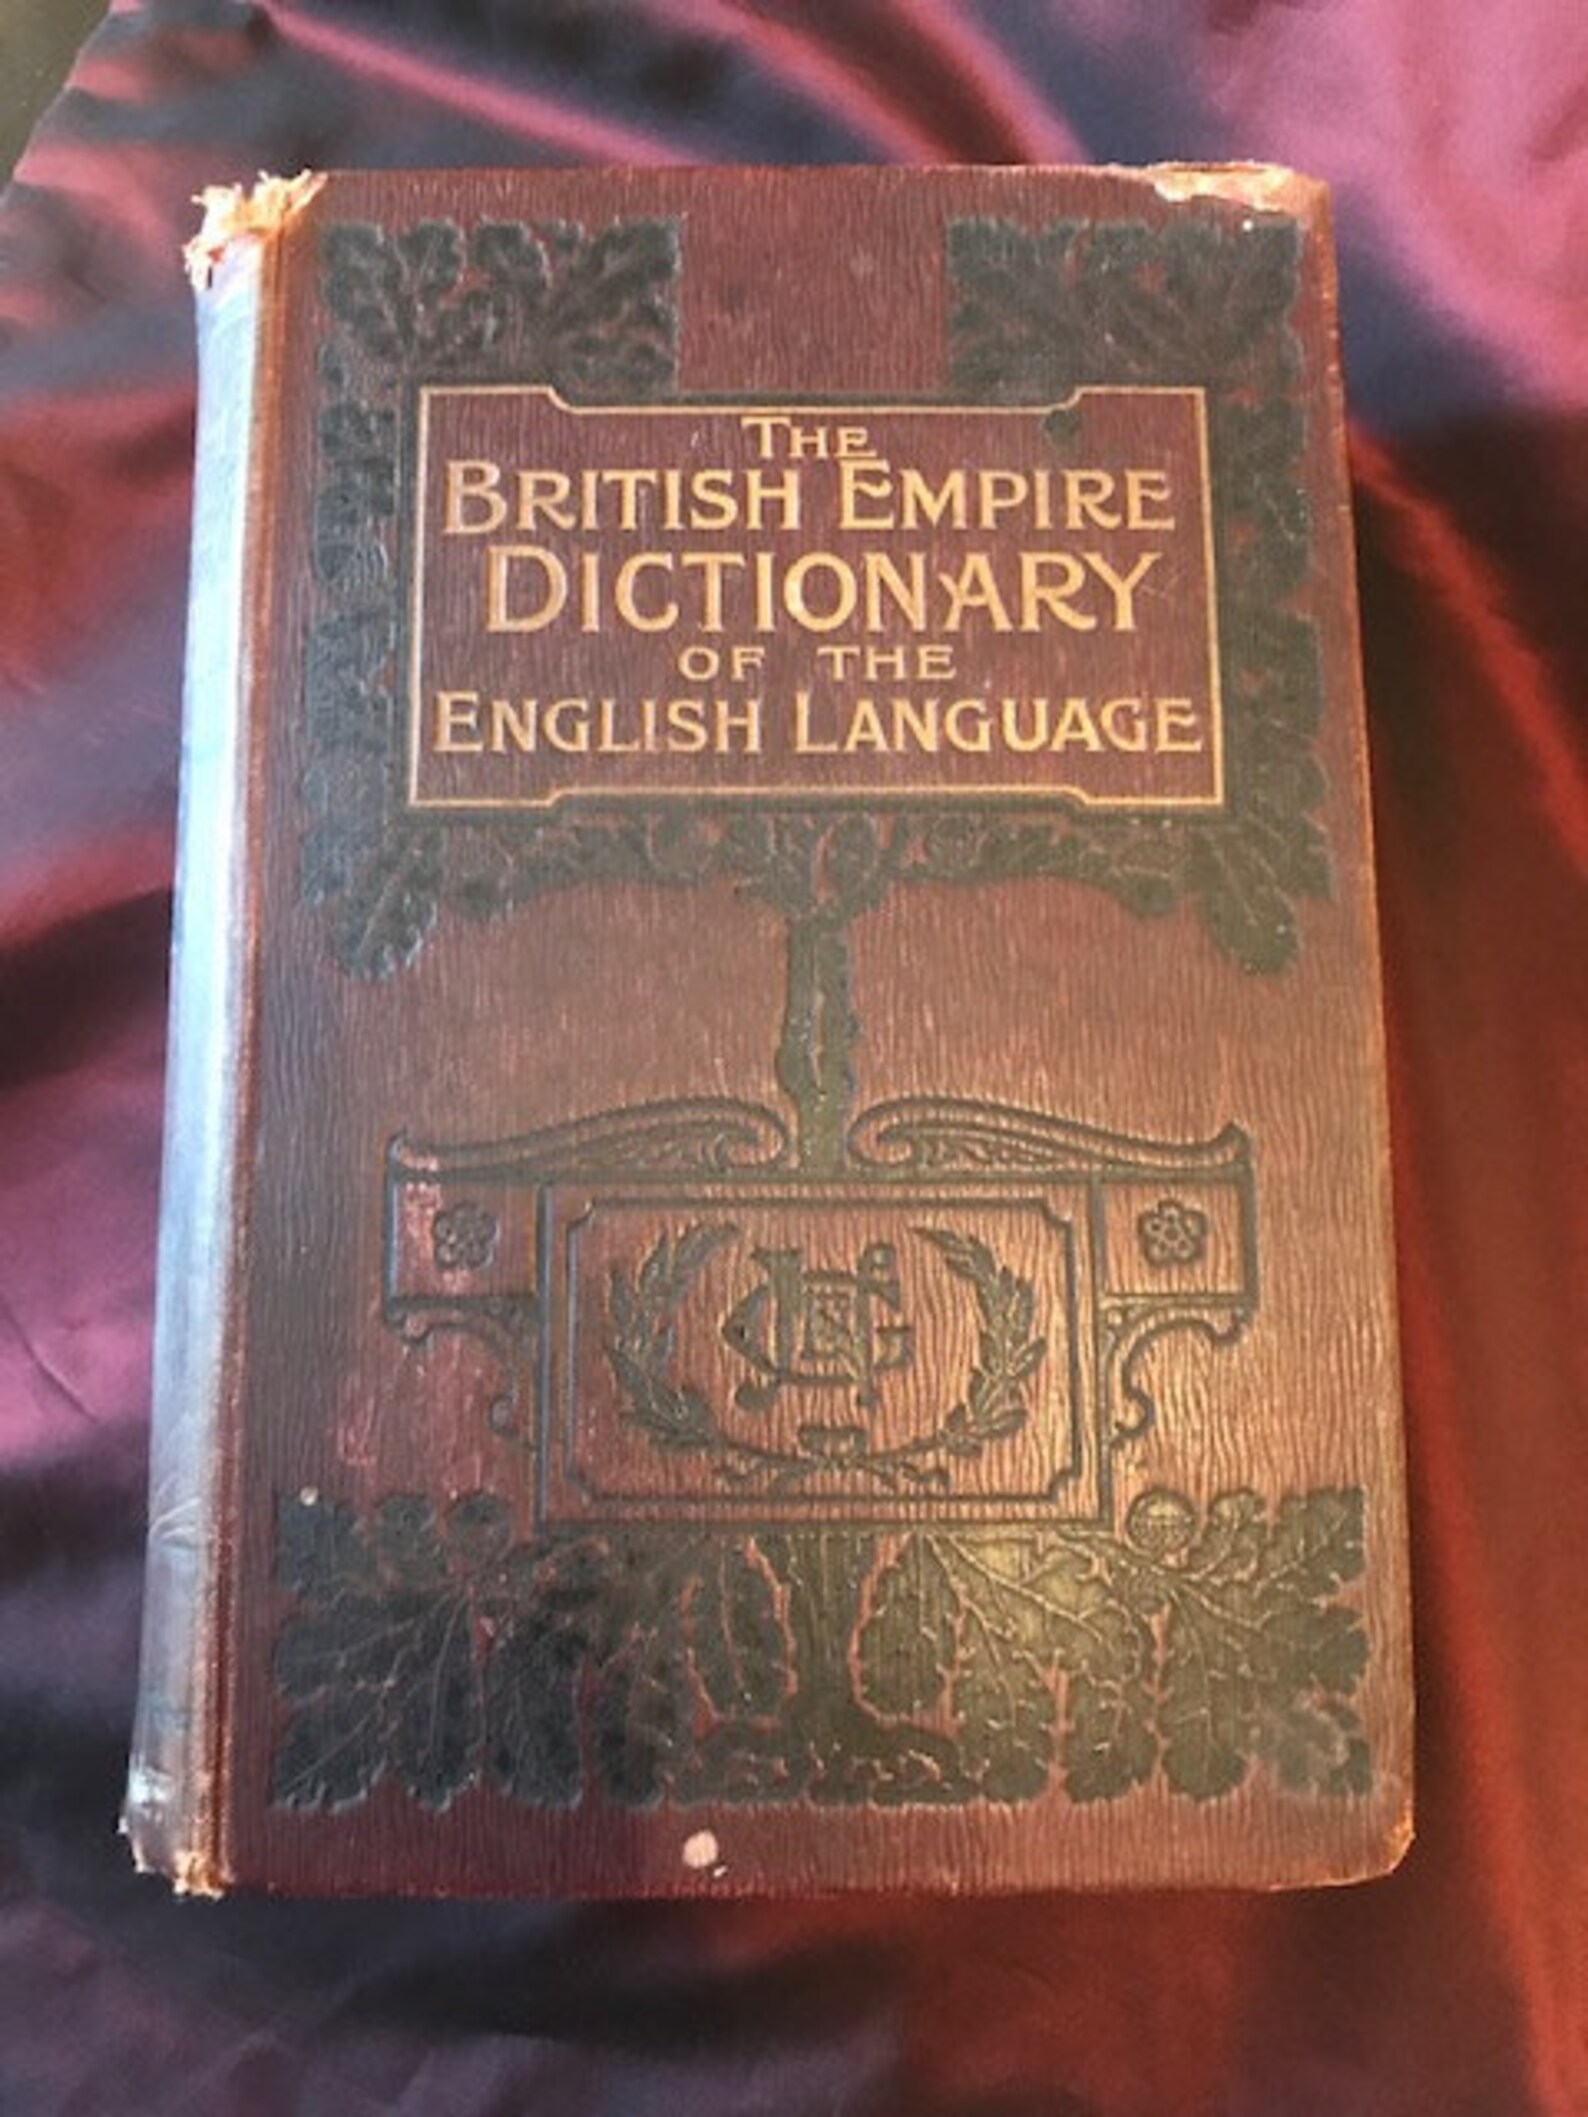 THE
BRITISH EMPIRE
DICTIONARY
OF THE
ENGLISH LANGUAGE